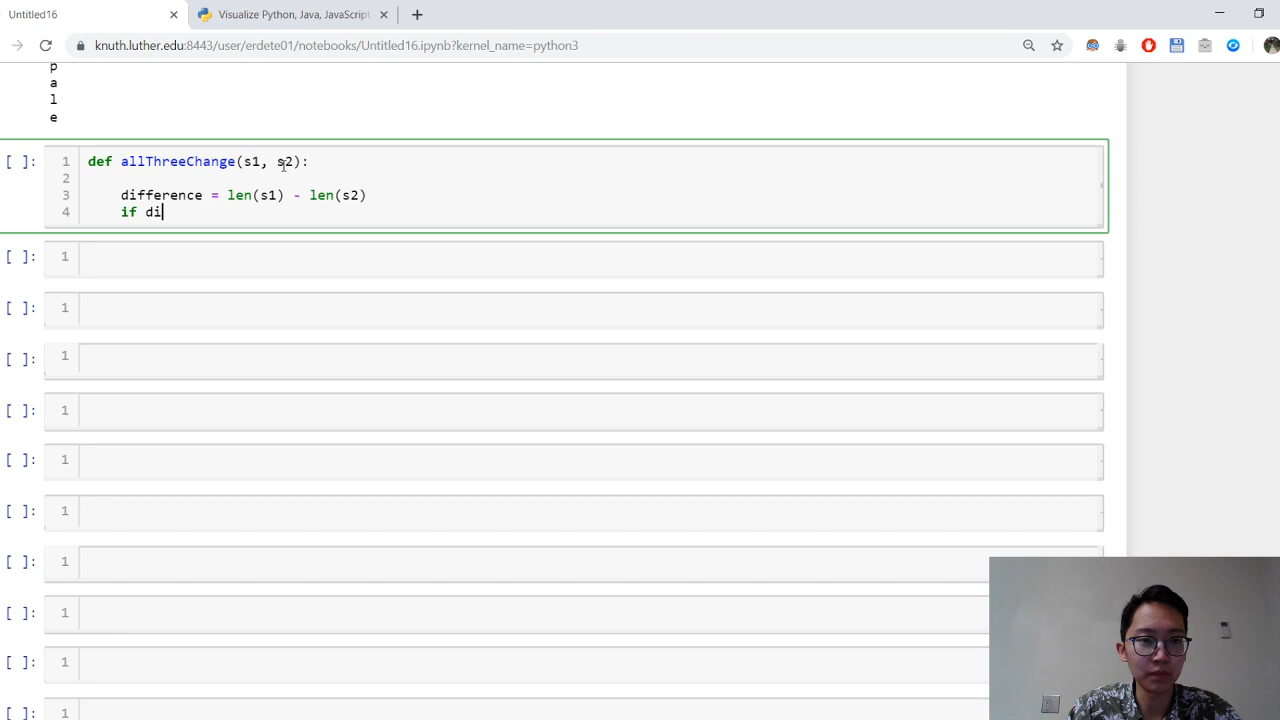 Untitled16
Visualize Python, Java, JavaScript,
knuth.luther.edu:8443/user/erdete01/notebooks/Untitled16.ipynb?kernel_name=python3
p
a
l
e
[ ]: 1 def allThreeChange(s1, s2):
2
3 difference = len(s1) - len(s2)
4 if di
[ ]: 1
[ ]: 1
[ ]: 1
[ ]: 1
[ ]: 1
[ ]: 1
[ ]: 1
[ ]: 1
[ ]: 1
[ ]: 1